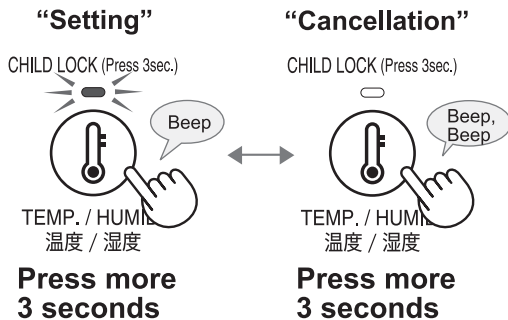 “Setting”
CHILD LOCK (Press 3sec.)
Beep
TEMP. / HUMI
温度 / 湿度
Press more
3 seconds
“Cancellation”
CHILD LOCK (Press 3sec.)
Beep,
Beep
TEMP. / HUMI
温度 / 湿度
Press more
3 seconds